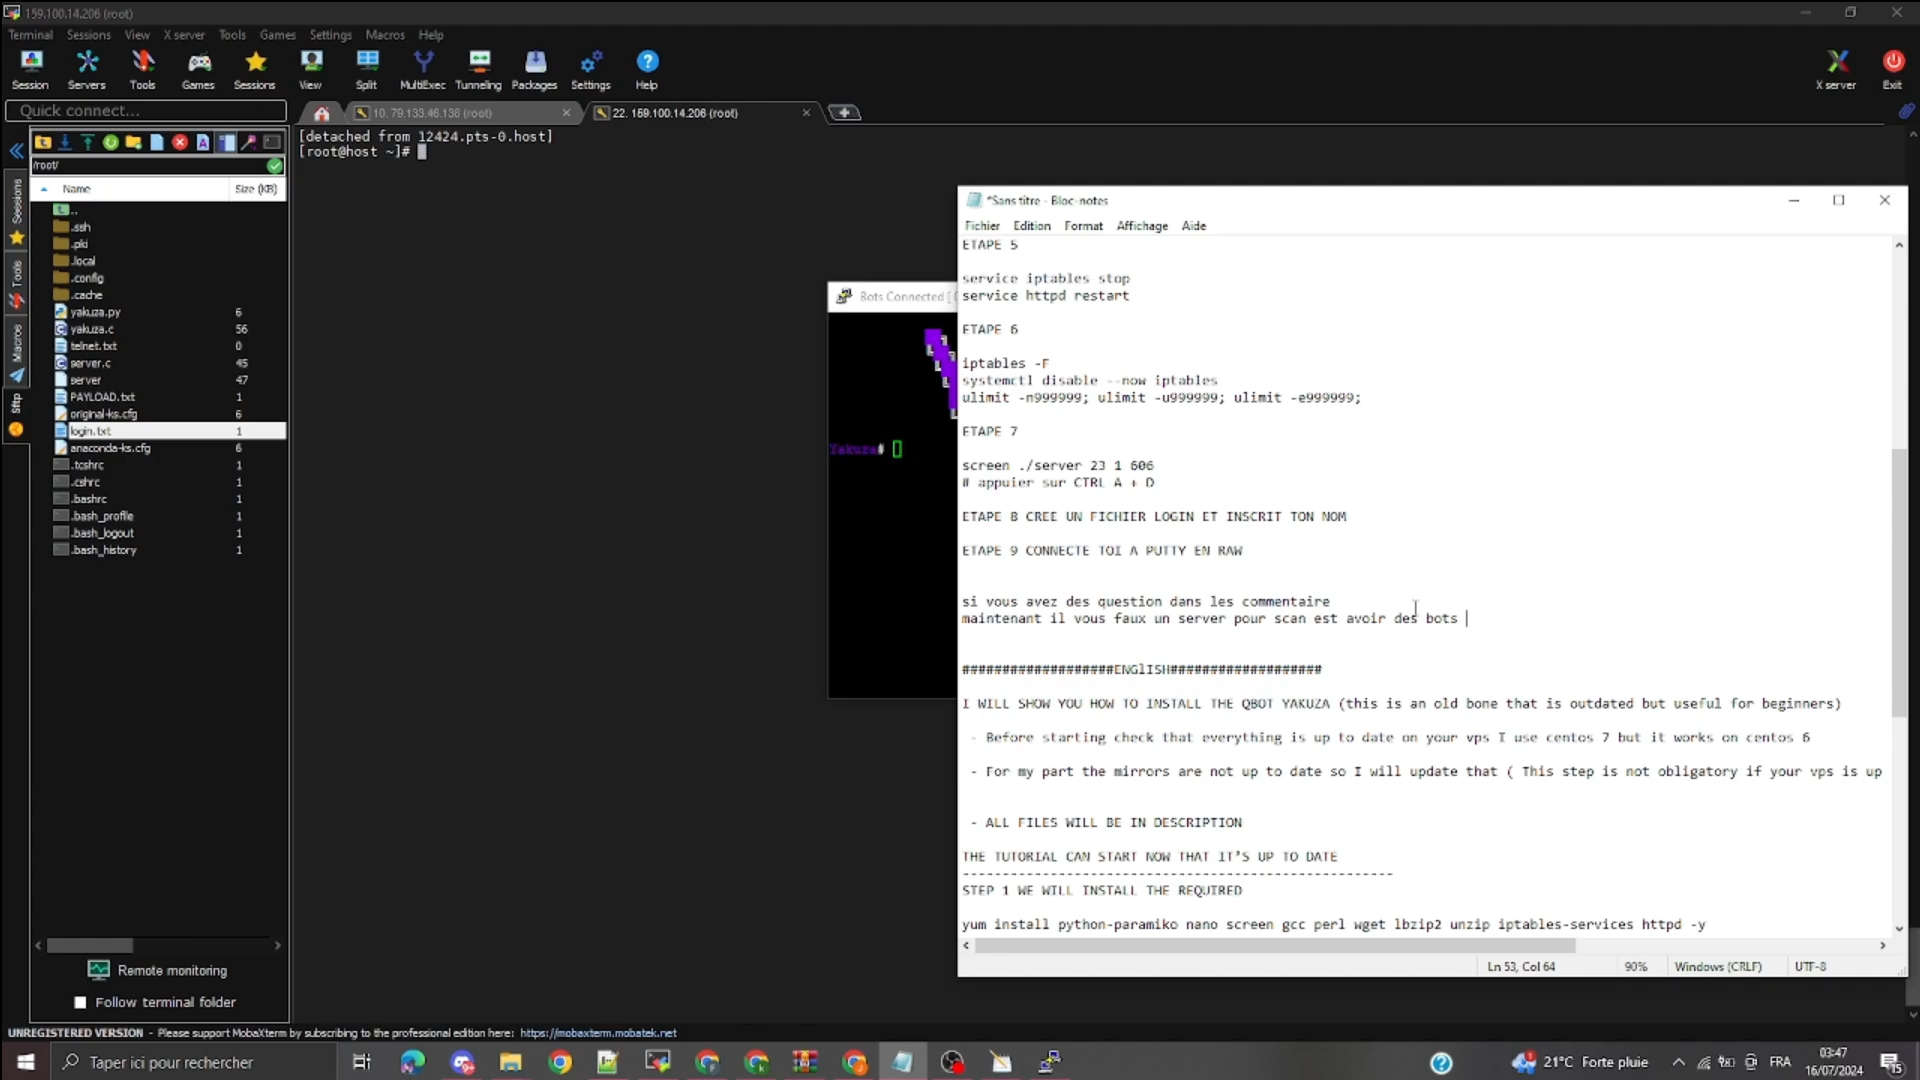 159.100.14.206 (root)
Terminal Sessions View X server Tools Games Settings Macros Help
Session Servers Tools Games Sessions View Split MultiExec Tunneling Packages Settings Help X server Exit
Quick connect...
10. 79.133.46.138 (root)
22. 159.100.14.206 (root)
[detached from 12424.pts-0.host]
[root@host ~]#
/root/
Name Size (KB)
..
.ssh
.pki
.local
.config
.cache
yakuza.py 6
yakuza.c 56
telnet.txt 0
server.c 45
server 47
PAYLOAD.txt 1
original-ks.cfg 6
login.txt 1
anaconda-ks.cfg 6
.tcshrc 1
.cshrc 1
.bashrc 1
.bash_profile 1
.bash_logout 1
.bash_history 1
Sessions
Tools
Macros
Sftp
Remote monitoring
Follow terminal folder
Bots Connected [
Yakuza#
*Sans titre - Bloc-notes
Fichier Edition Format Affichage Aide
ETAPE 5
service iptables stop
service httpd restart
ETAPE 6
iptables -F
systemctl disable --now iptables
ulimit -n999999; ulimit -u999999; ulimit -e999999;
ETAPE 7
screen ./server 23 1 606
# appuier sur CTRL A + D
ETAPE 8 CREE UN FICHIER LOGIN ET INSCRIT TON NOM
ETAPE 9 CONNECTE TOI A PUTTY EN RAW
si vous avez des question dans les commentaire
maintenant il vous faux un server pour scan est avoir des bots
###################ENGlISH###################
I WILL SHOW YOU HOW TO INSTALL THE QBOT YAKUZA (this is an old bone that is outdated but useful for beginners)
- Before starting check that everything is up to date on your vps I use centos 7 but it works on centos 6
- For my part the mirrors are not up to date so I will update that ( This step is not obligatory if your vps is up
- ALL FILES WILL BE IN DESCRIPTION
THE TUTORIAL CAN START NOW THAT IT'S UP TO DATE
------------------------------------------------------
STEP 1 WE WILL INSTALL THE REQUIRED
yum install python-paramiko nano screen gcc perl wget lbzip2 unzip iptables-services httpd -y
Ln 53, Col 64 90% Windows (CRLF) UTF-8
UNREGISTERED VERSION - Please support MobaXterm by subscribing to the professional edition here: https://mobaxterm.mobatek.net
Taper ici pour rechercher
21°C Forte pluie
FRA
03:47
16/07/2024
15